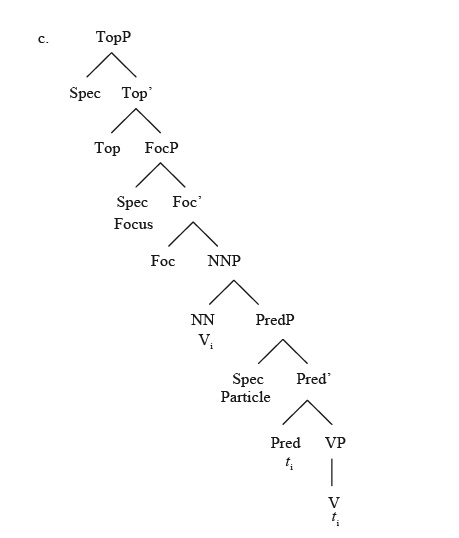 c. TopP
Spec Top’
Top FocP
Spec Foc’
Focus
Foc NNP
NN PredP
Vi
Spec Pred’
Particle
Pred VP
ti
V
ti